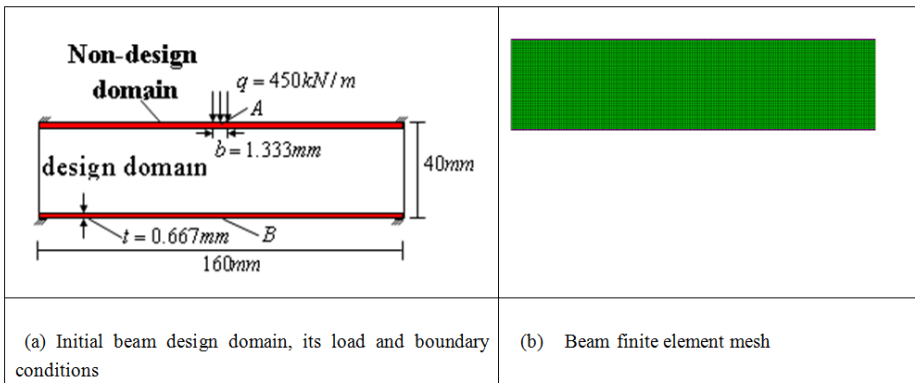 Non-design
domain
q = 450kN/m
A
b = 1.333mm
design domain
40mm
t = 0.667mm
B
160mm
(a) Initial beam design domain, its load and boundary
conditions
(b) Beam finite element mesh